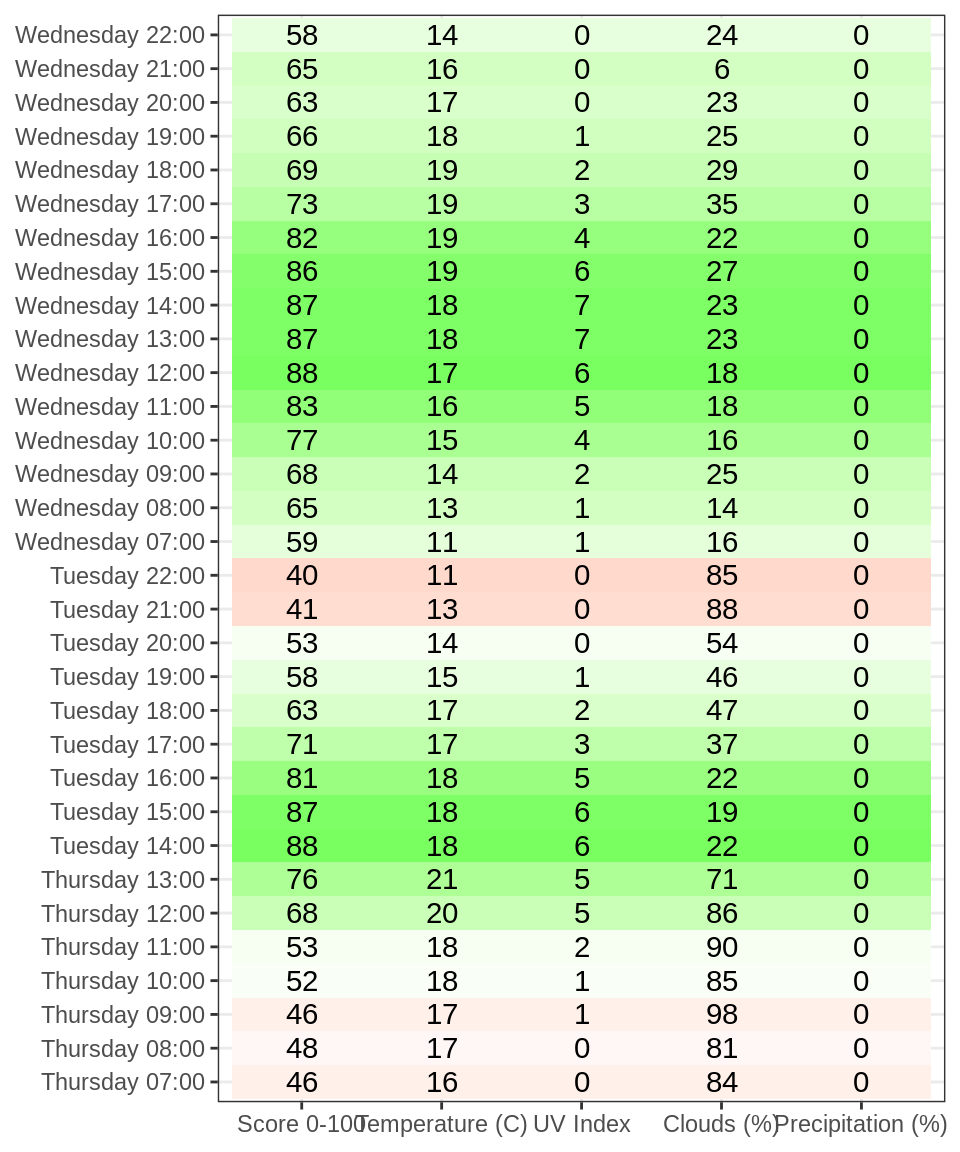 Wednesday 22:00 58 14 0 24 0
Wednesday 21:00 65 16 0 6 0
Wednesday 20:00 63 17 0 23 0
Wednesday 19:00 66 18 1 25 0
Wednesday 18:00 69 19 2 29 0
Wednesday 17:00 73 19 3 35 0
Wednesday 16:00 82 19 4 22 0
Wednesday 15:00 86 19 6 27 0
Wednesday 14:00 87 18 7 23 0
Wednesday 13:00 87 18 7 23 0
Wednesday 12:00 88 17 6 18 0
Wednesday 11:00 83 16 5 18 0
Wednesday 10:00 77 15 4 16 0
Wednesday 09:00 68 14 2 25 0
Wednesday 08:00 65 13 1 14 0
Wednesday 07:00 59 11 1 16 0
Tuesday 22:00 40 11 0 85 0
Tuesday 21:00 41 13 0 88 0
Tuesday 20:00 53 14 0 54 0
Tuesday 19:00 58 15 1 46 0
Tuesday 18:00 63 17 2 47 0
Tuesday 17:00 71 17 3 37 0
Tuesday 16:00 81 18 5 22 0
Tuesday 15:00 87 18 6 19 0
Tuesday 14:00 88 18 6 22 0
Thursday 13:00 76 21 5 71 0
Thursday 12:00 68 20 5 86 0
Thursday 11:00 53 18 2 90 0
Thursday 10:00 52 18 1 85 0
Thursday 09:00 46 17 1 98 0
Thursday 08:00 48 17 0 81 0
Thursday 07:00 46 16 0 84 0
Score 0-100 Temperature (C) UV Index Clouds (%) Precipitation (%)